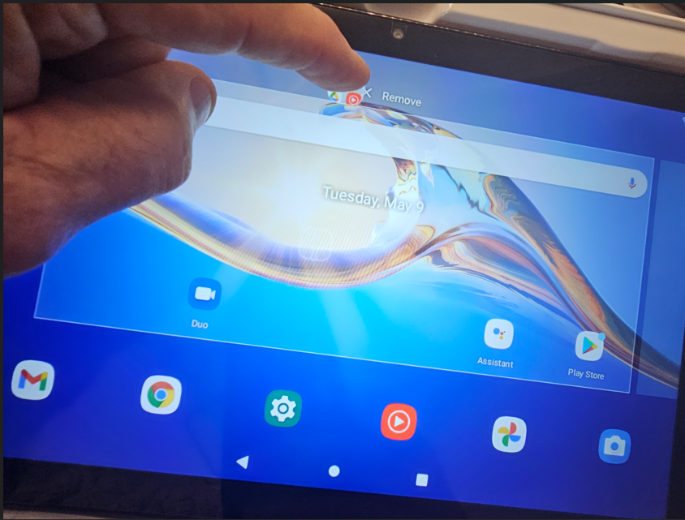 Remove
Tuesday, May 9
Duo
Assistant
Play Store